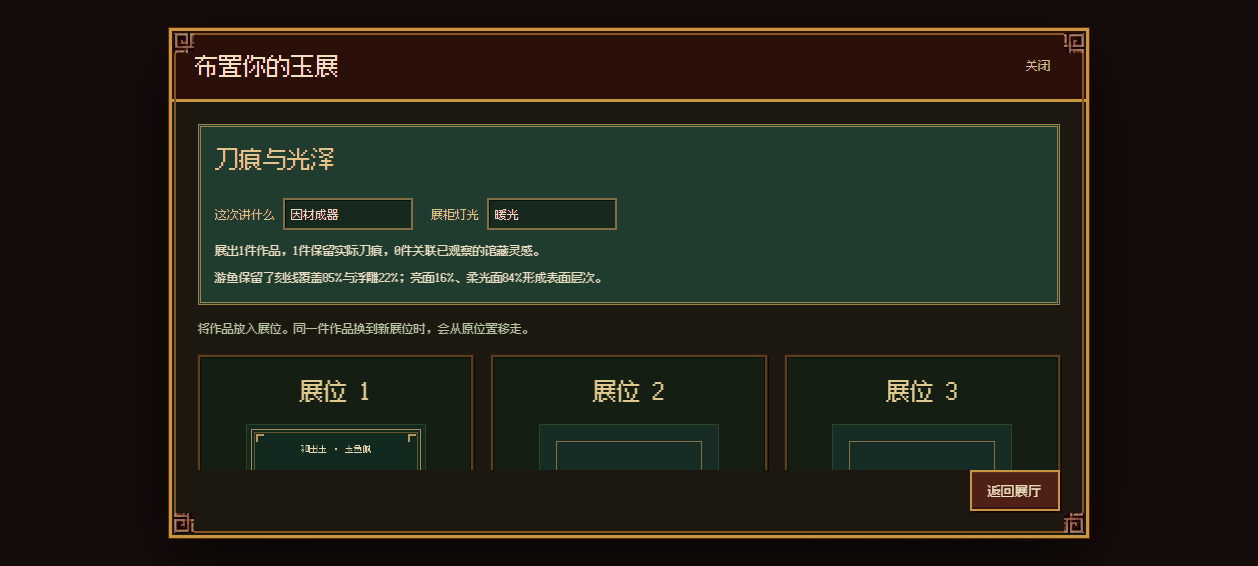 布置你的玉展
关闭
刀痕与光泽
这次讲什么 因材成器 展柜灯光 暖光
展出1件作品，1件保留实际刀痕，0件关联已观察的馆藏灵感。
游鱼保留了刻线覆盖85%与浮雕22%；亮面16%、柔光面84%形成表面层次。
将作品放入展位。同一件作品换到新展位时，会从原位置移走。
展位 1
展位 2
展位 3
和田玉 · 玉鱼佩
返回展厅